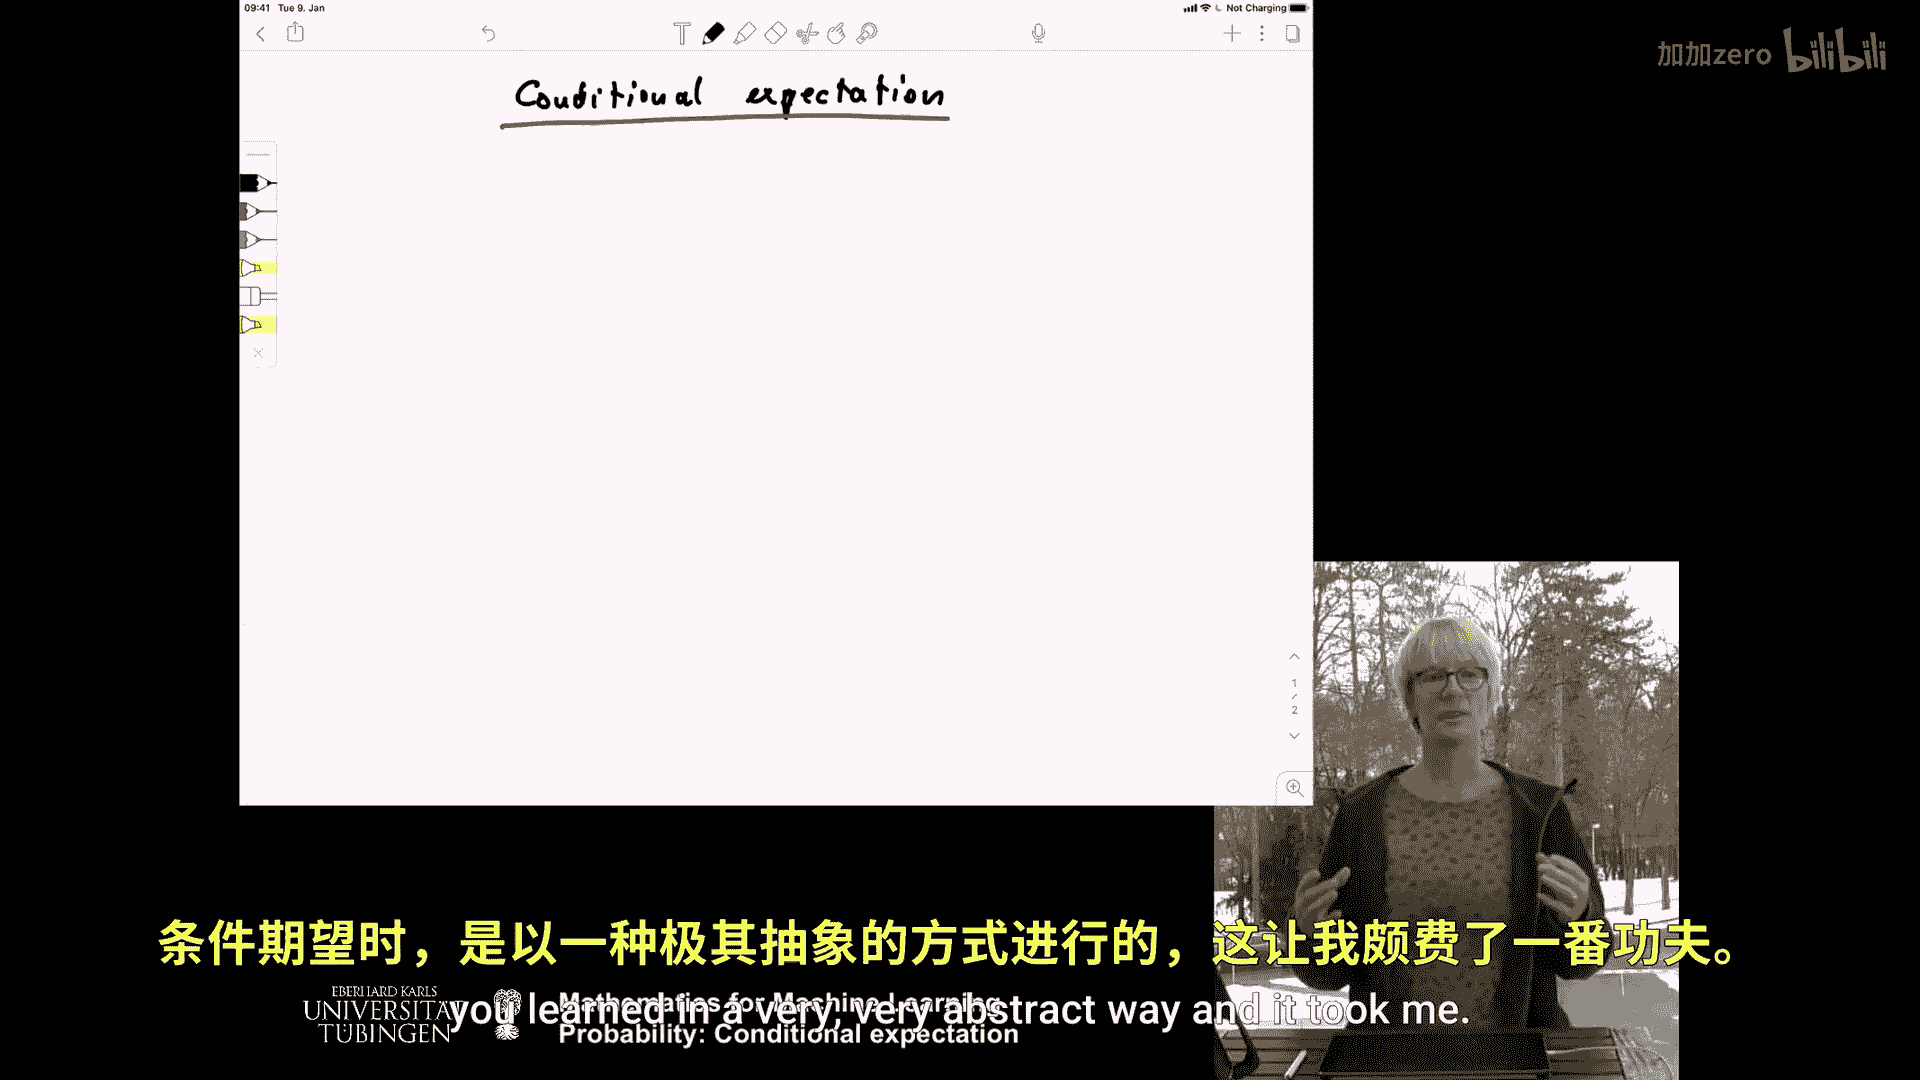 09:41 Tue 9. Jan
Not Charging
加加zero bilibili
T
Conditional expectation
1
2
条件期望时，是以一种极其抽象的方式进行的，这让我颇费了一番功夫。
EBERHARD KARLS
UNIVERSITÄT
TÜBINGEN
Mathematics for Machine Learning
you learned in a very, very abstract way and it took me.
Probability: Conditional expectation